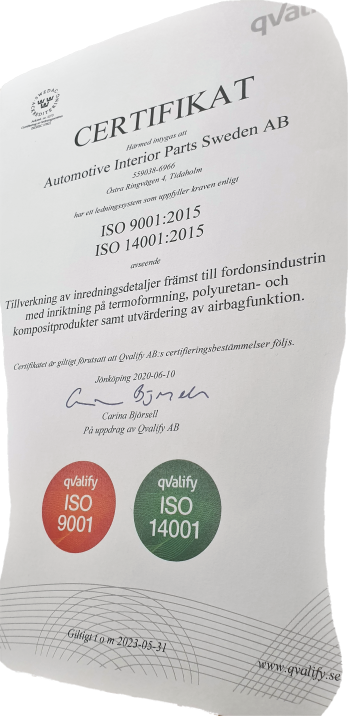 qval
SWEDAC
ACKREDITERING
CERTIFIKAT
Härmed intygas att
Automotive Interior Parts Sweden AB
559038-6966
Östra Ringvägen 4, Tidaholm
har ett ledningssystem som uppfyller kraven enligt
ISO 9001:2015
ISO 14001:2015
avseende
Tillverkning av inredningsdetaljer främst till fordonsindustrin
med inriktning på termoformning, polyuretan- och
kompositprodukter samt utvärdering av airbagfunktion.
Certifikatet är giltigt förutsatt att Qvalify AB:s certifieringsbestämmelser följs.
Jönköping 2020-06-10
Carina Björsell
På uppdrag av Qvalify AB
qvalify
ISO
9001
qvalify
ISO
14001
Giltigt t o m 2023-05-31
www.qvalify.se